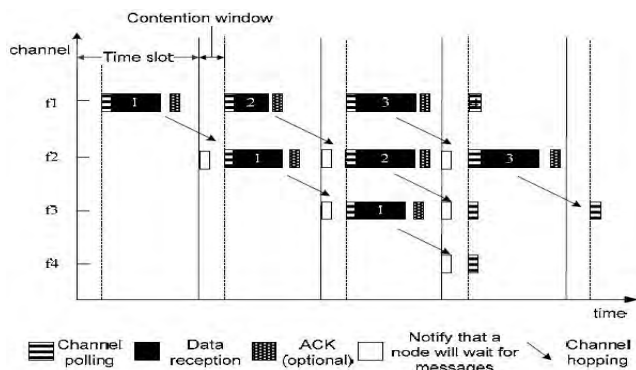 Contention window
channel
Time slot
f1
1
2
3
f2
1
2
3
f3
1
f4
time
Channel polling
Data reception
ACK (optional)
Notify that a node will wait for messages
Channel hopping